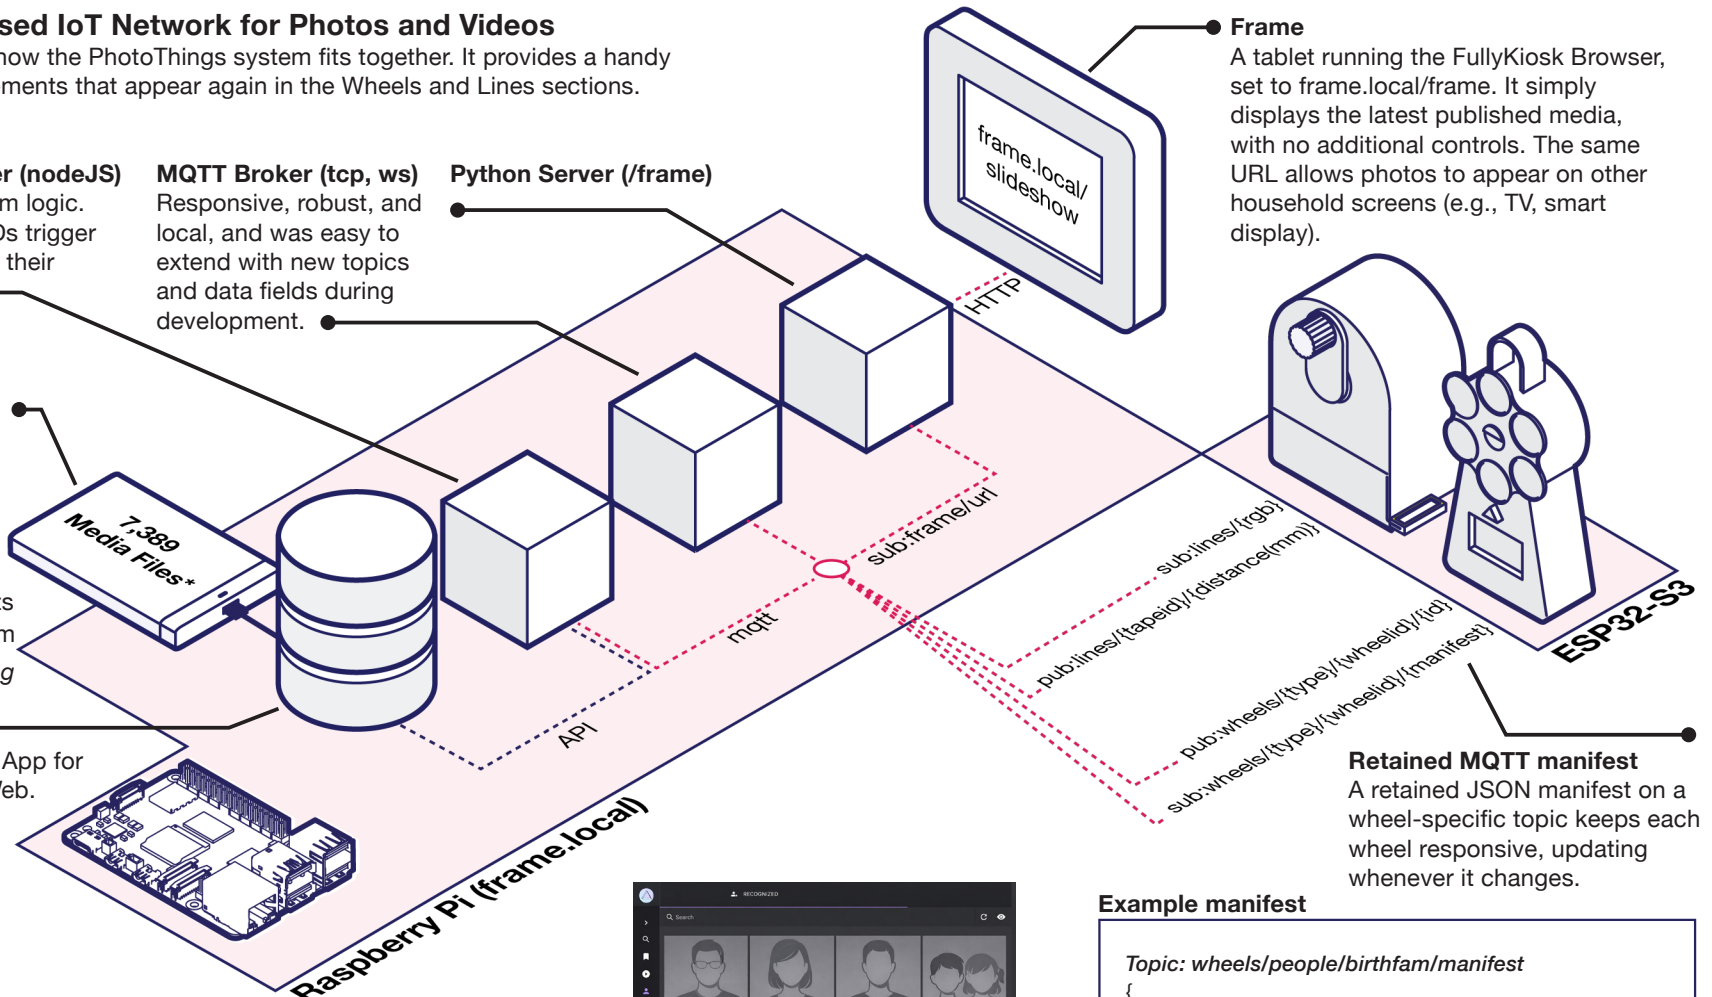 sed IoT Network for Photos and Videos
now the PhotoThings system fits together. It provides a handy
ements that appear again in the Wheels and Lines sections.
er (nodeJS)
m logic.
Ds trigger
their
MQTT Broker (tcp, ws)
Responsive, robust, and
local, and was easy to
extend with new topics
and data fields during
development.
Python Server (/frame)
frame.local/
slideshow
HTTP
Frame
A tablet running the FullyKiosk Browser,
set to frame.local/frame. It simply
displays the latest published media,
with no additional controls. The same
URL allows photos to appear on other
household screens (e.g., TV, smart
display).
7,389
Media Files*
ts
m
g
App for
Web.
sub:frame/url
mqtt
API
sub:lines/{rgb}
pub:lines/{tapeid}/{distance(mm)}
pub:wheels/{type}/{wheelid}/{id}
sub:wheels/{type}/{wheelid}/{manifest}
ESP32-S3
Raspberry Pi (frame.local)
Retained MQTT manifest
A retained JSON manifest on a
wheel-specific topic keeps each
wheel responsive, updating
whenever it changes.
RECOGNIZED
Search
Example manifest
Topic: wheels/people/birthfam/manifest
{